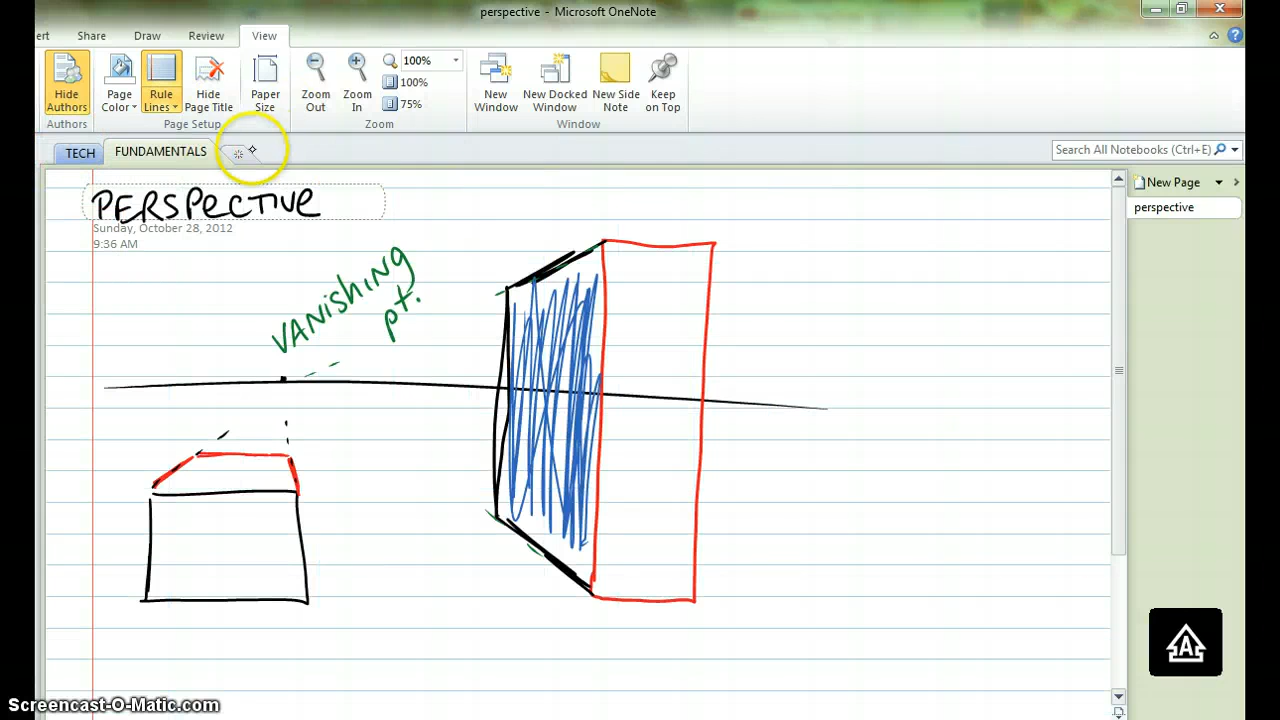 perspective - Microsoft OneNote
ert Share Draw Review View
Hide Authors
Page Color
Rule Lines
Hide Page Title
Paper Size
Zoom Out
Zoom In
100%
100%
75%
New Window
New Docked Window
New Side Note
Keep on Top
Authors Page Setup Zoom Window
TECH FUNDAMENTALS Search All Notebooks (Ctrl+E)
New Page
perspective
PERSPeCTIVe
Sunday, October 28, 2012
9:36 AM
VANishiNG
pt.
A
Screencast-O-Matic.com